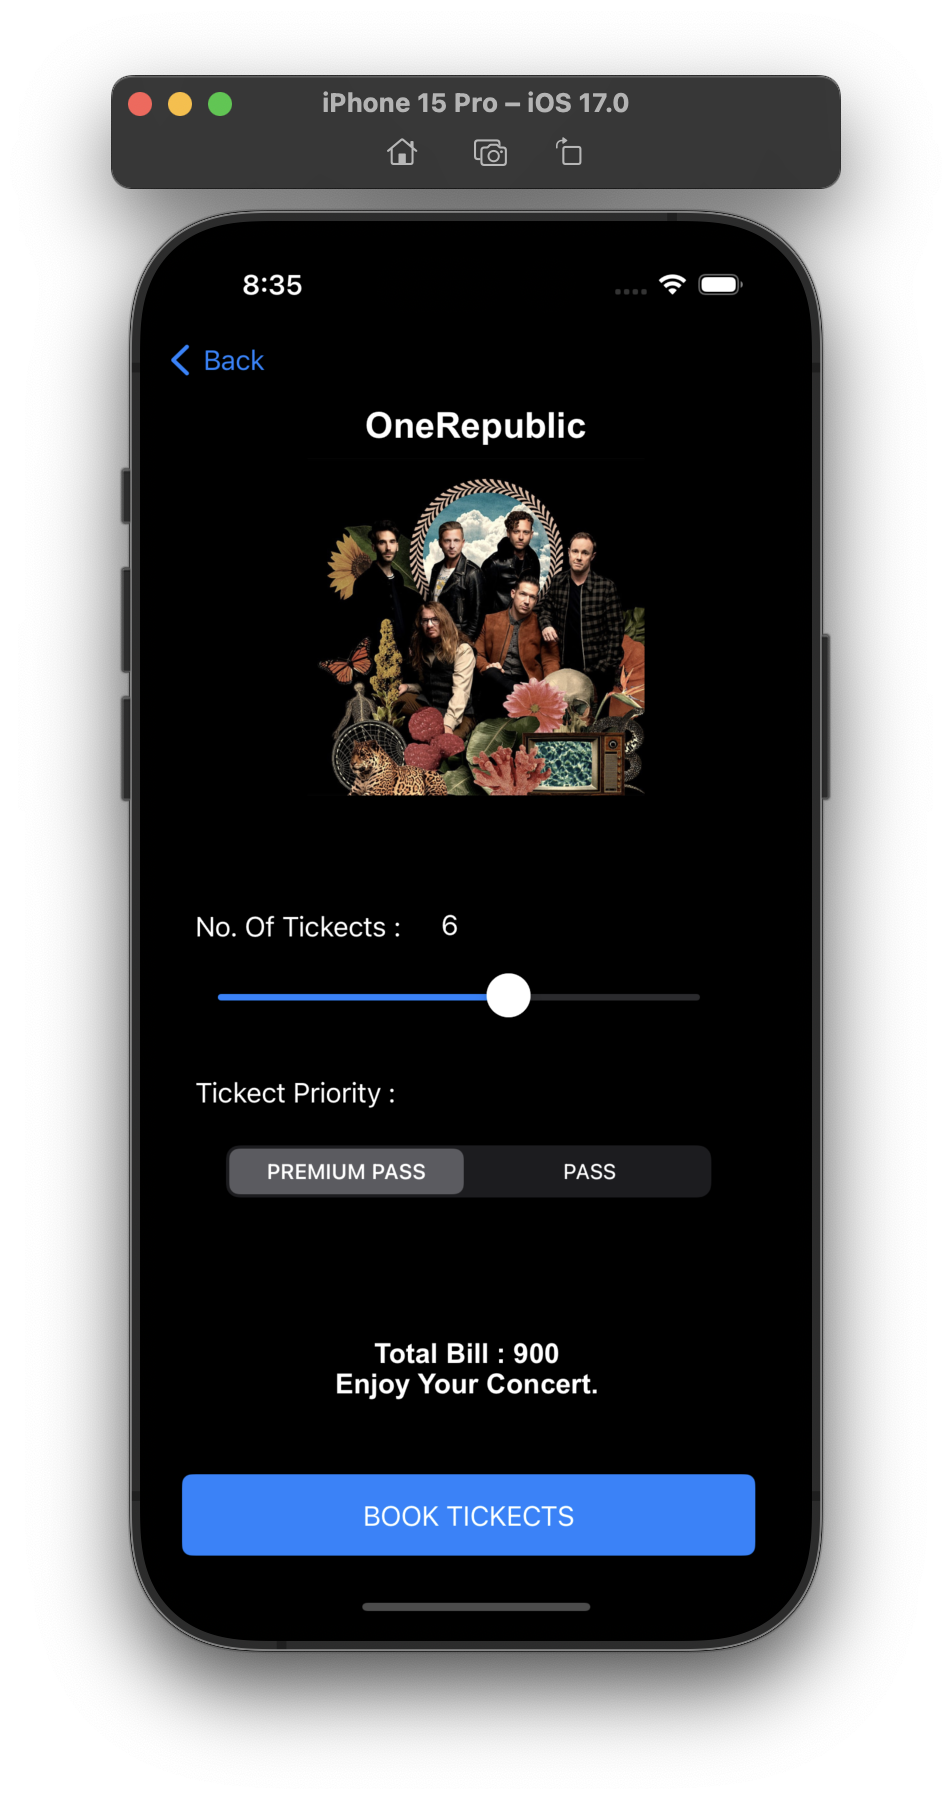 iPhone 15 Pro – iOS 17.0
8:35
Back
OneRepublic
No. Of Tickects : 6
Tickect Priority :
PREMIUM PASS PASS
Total Bill : 900
Enjoy Your Concert.
BOOK TICKECTS